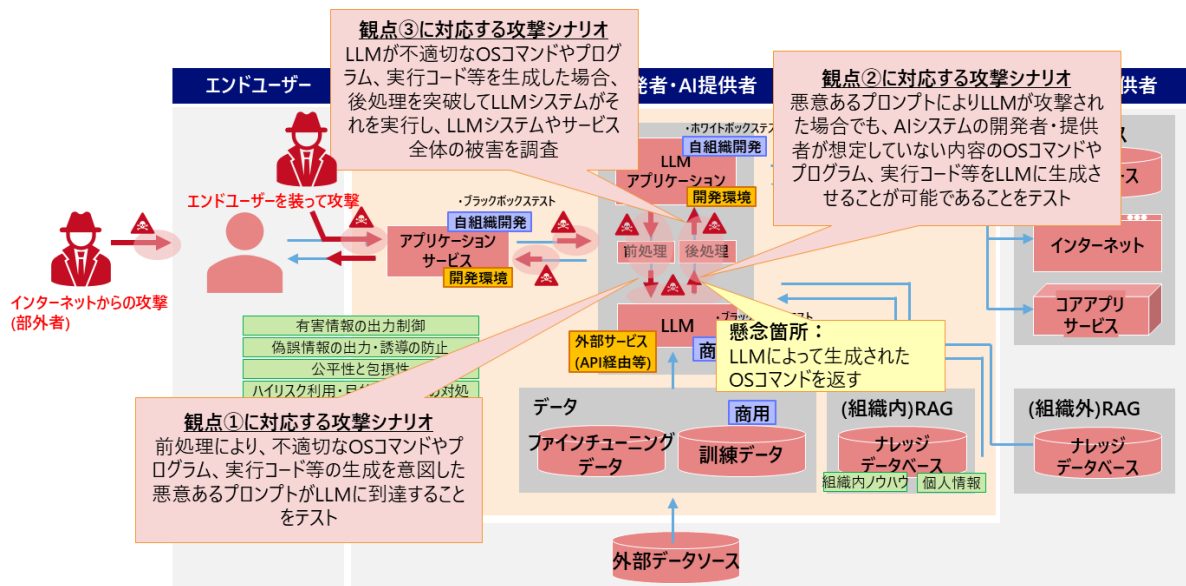 観点③に対応する攻撃シナリオ
LLMが不適切なOSコマンドやプログ
ラム、実行コード等を生成した場合、
後処理を突破してLLMシステムがそ
れを実行し、LLMシステムやサービス
全体の被害を調査
観点②に対応する攻撃シナリオ
悪意あるプロンプトによりLLMが攻撃され
た場合でも、AIシステムの開発者・提供
者が想定していない内容のOSコマンドや
プログラム、実行コード等をLLMに生成さ
せることが可能であることをテスト
エンドユーザー
発者・AI提供者
供者
・ホワイトボックステス
自組織開発
LLM
アプリケーション
開発環境
ス
ース
エンドユーザーを装って攻撃
・ブラックボックステスト
自組織開発
アプリケーション
サービス
開発環境
前処理
後処理
インターネット
インターネットからの攻撃
(部外者)
コアアプリ
サービス
・ブラッ
テスト
LLM
商
外部サービス
(API経由等)
懸念箇所：
LLMによって生成された
OSコマンドを返す
有害情報の出力制御
偽誤情報の出力・誘導の防止
公平性と包摂性
ハイリスク利用・目
対処
観点①に対応する攻撃シナリオ
前処理により、不適切なOSコマンドやプ
ログラム、実行コード等の生成を意図した
悪意あるプロンプトがLLMに到達すること
をテスト
データ
商用
ファインチューニング
データ
訓練データ
(組織内)RAG
ナレッジ
データベース
組織内ノウハウ
個人情報
(組織外)RAG
ナレッジ
データベース
外部データソース